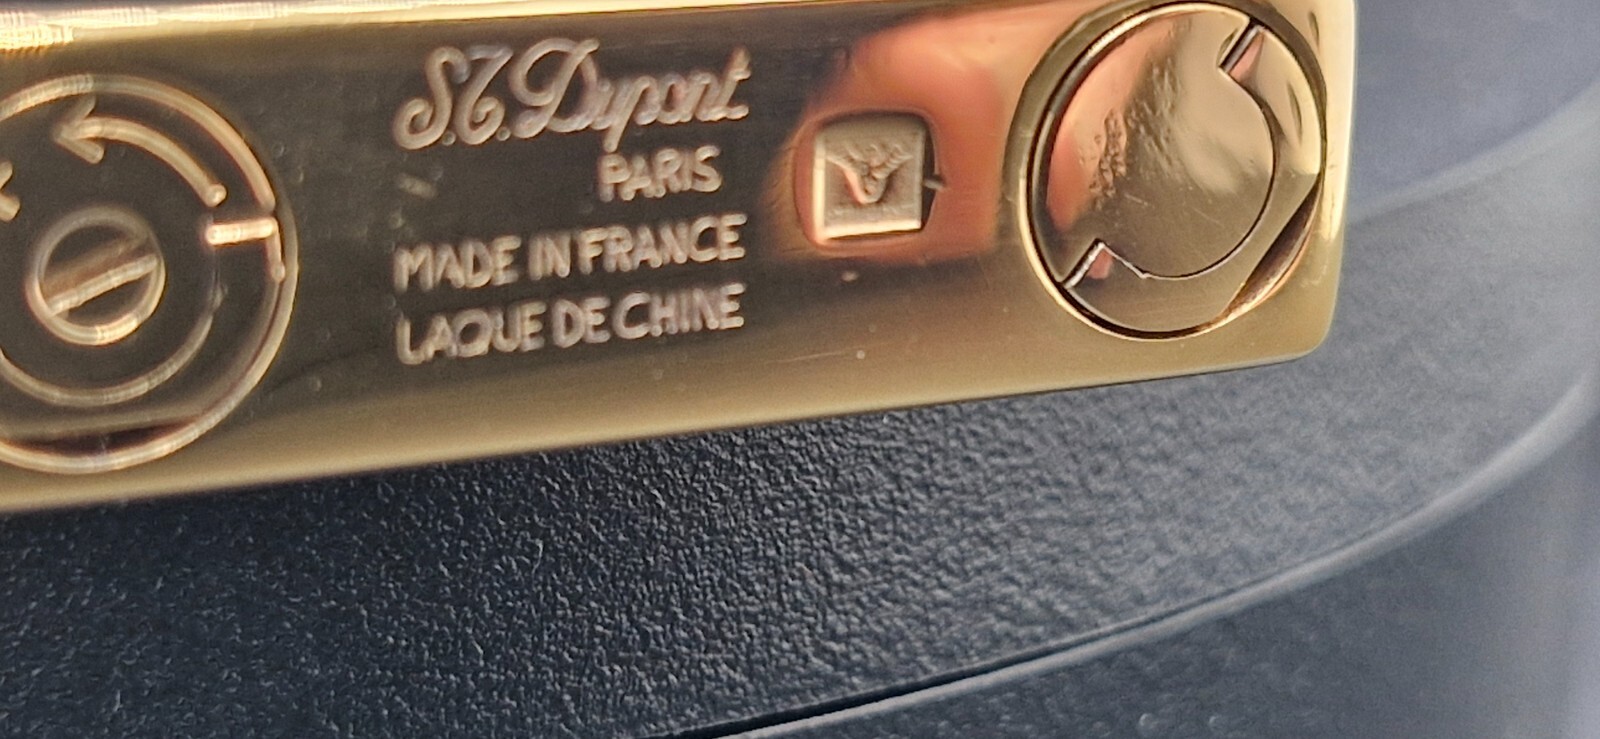 S.T. Dupont
PARIS
MADE IN FRANCE
LAQUE DE CHINE